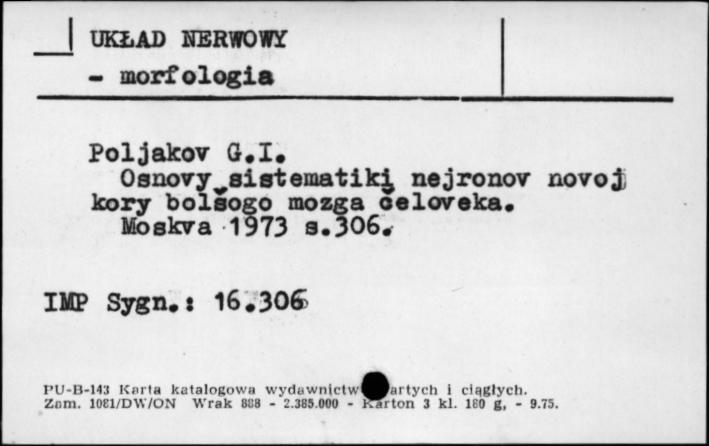 UKŁAD NERWOWY
- morfologia
Poljakov G.I.
Osnovy sistematiki nejronov novoj
kory bolšogo mozga čeloveka.
Moskva 1973 s.306.
IMP Sygn.: 16.306
PU-B-143 Karta katalogowa wydawnictw artych i ciągłych.
Zam. 1081/DW/ON Wrak 888 - 2.385.000 - Karton 3 kl. 180 g, - 9.75.